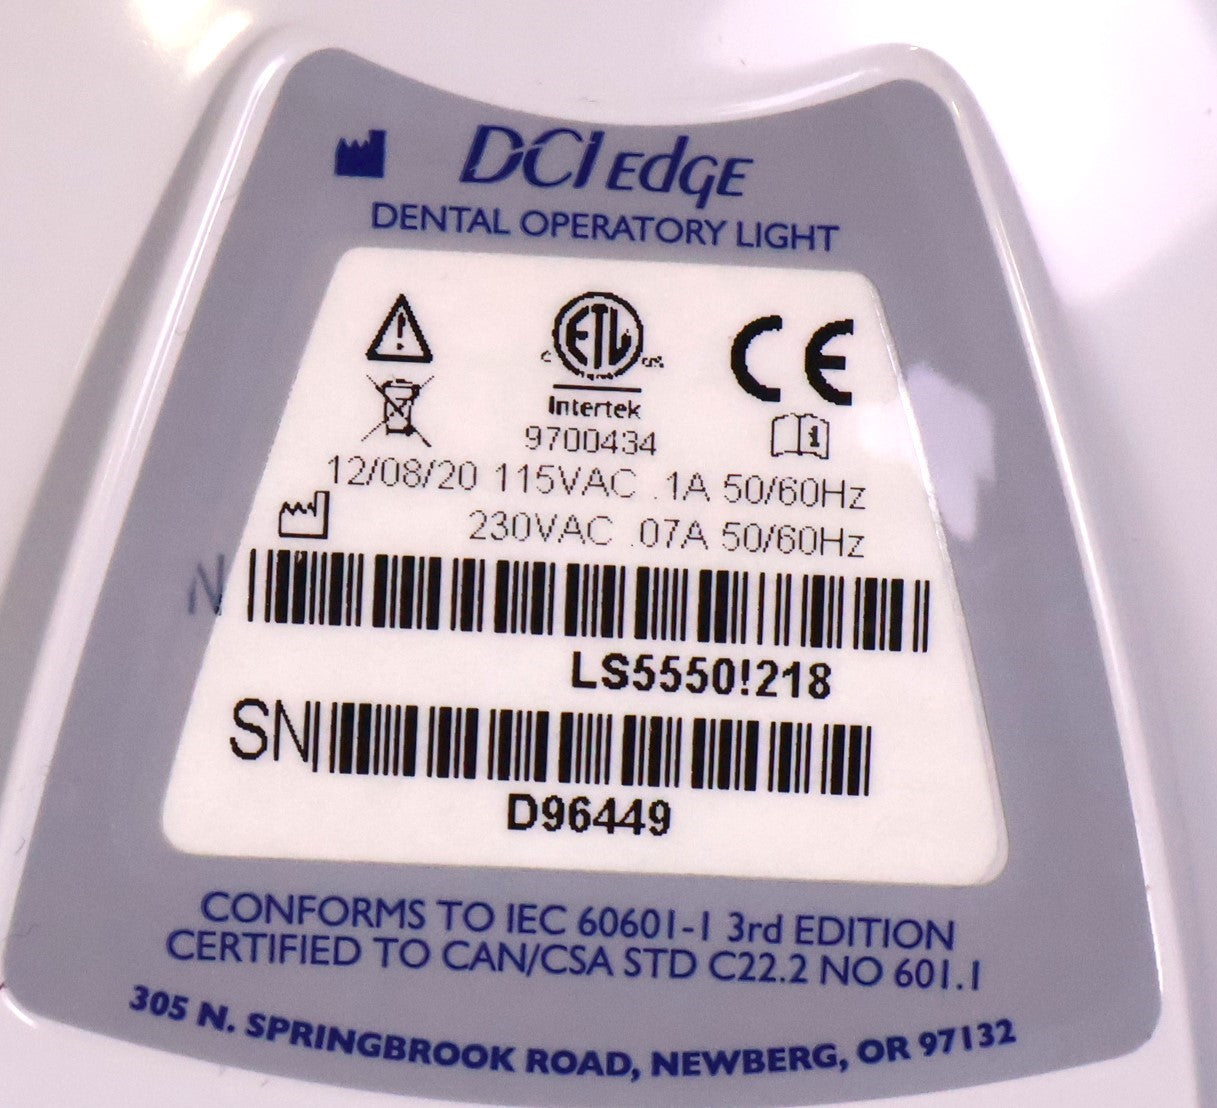 DCI EDGE
DENTAL OPERATORY LIGHT
ETL
Intertek
9700434
12/08/20 115VAC .1A 50/60Hz
230VAC .07A 50/60Hz
N
LS5550!218
SN
D96449
CONFORMS TO IEC 60601-1 3rd EDITION
CERTIFIED TO CAN/CSA STD C22.2 NO 601.1
305 N. SPRINGBROOK ROAD, NEWBERG, OR 97132